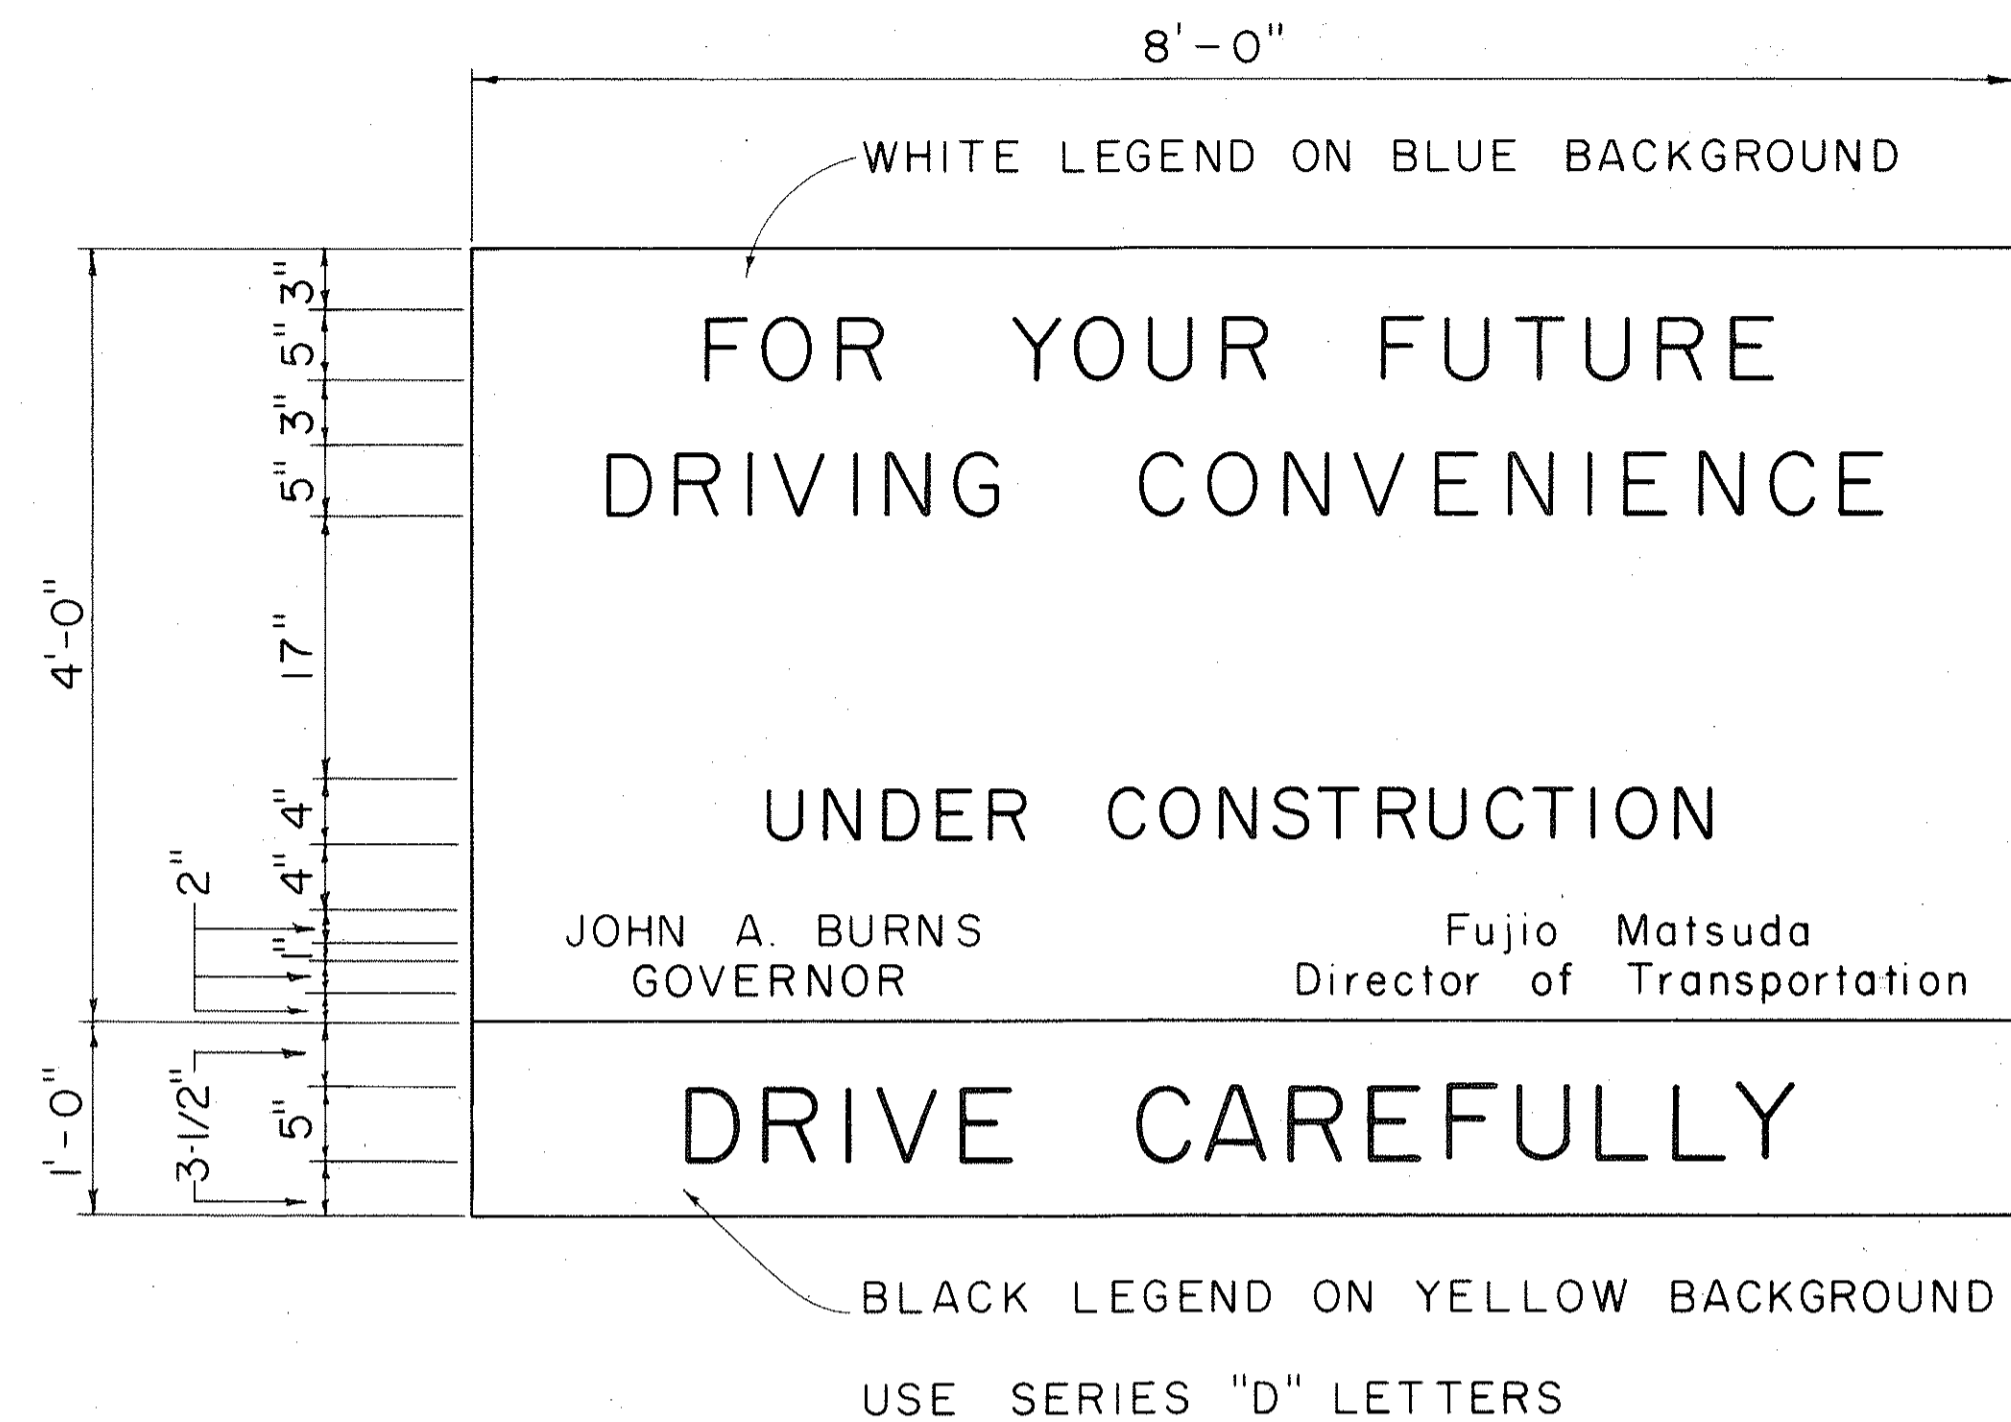 8'-0"
WHITE LEGEND ON BLUE BACKGROUND
3"
5"
3"
5"
17"
4"
4"
2"
1"
4'-0"
FOR YOUR FUTURE
DRIVING CONVENIENCE
UNDER CONSTRUCTION
JOHN A. BURNS
GOVERNOR
Fujio Matsuda
Director of Transportation
1'-0"
3-1/2"
5"
DRIVE CAREFULLY
BLACK LEGEND ON YELLOW BACKGROUND
USE SERIES "D" LETTERS